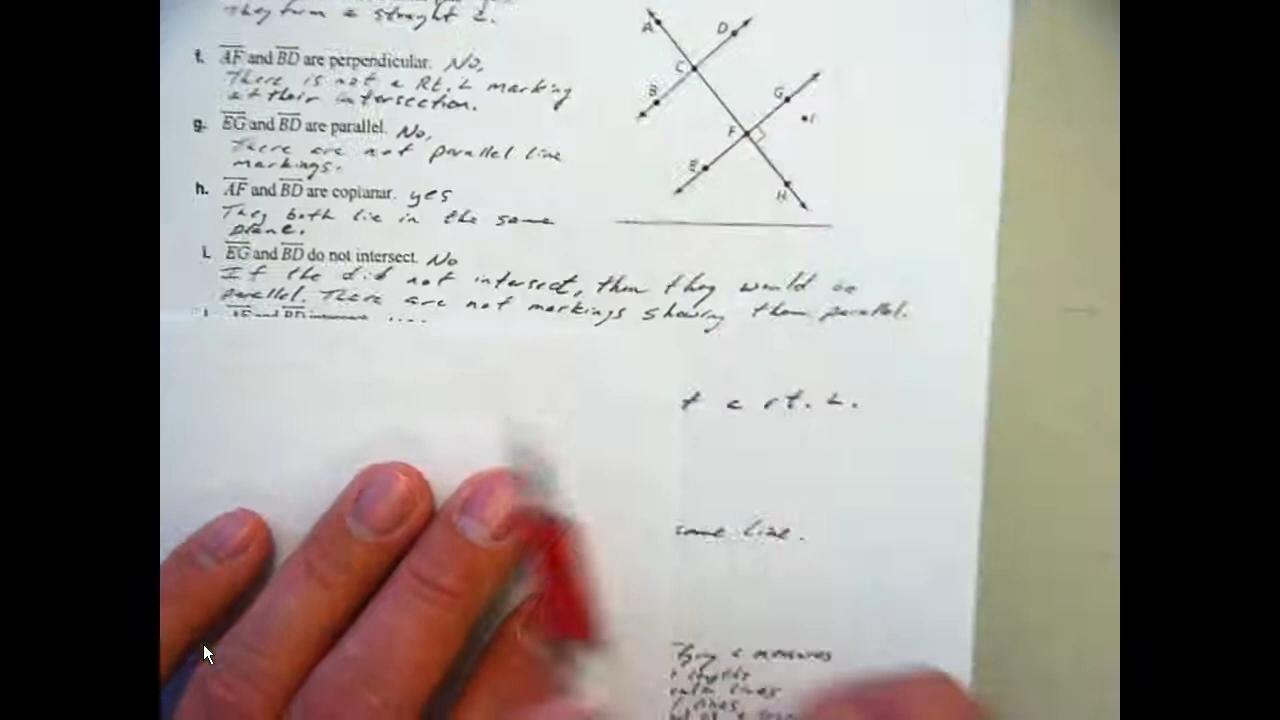 They form a straight ∠.
f. AF and BD are perpendicular. No,
There is not a Rt. ∠ marking
at their intersection.
g. EG and BD are parallel. No,
There are not parallel line
markings.
h. AF and BD are coplanar. yes
They both lie in the same
plane.
i. EG and BD do not intersect. No
If the did not intersect, then they would be
parallel. There are not markings showing them parallel.
A
D
C
B
G
I
F
E
H
rt. ∠.
same line.
measures
lines
lines